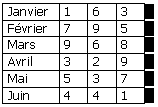 Janvier 1 6 3
Février 7 9 5
Mars 9 6 8
Avril 3 2 9
Mai 5 3 7
Juin 4 4 1